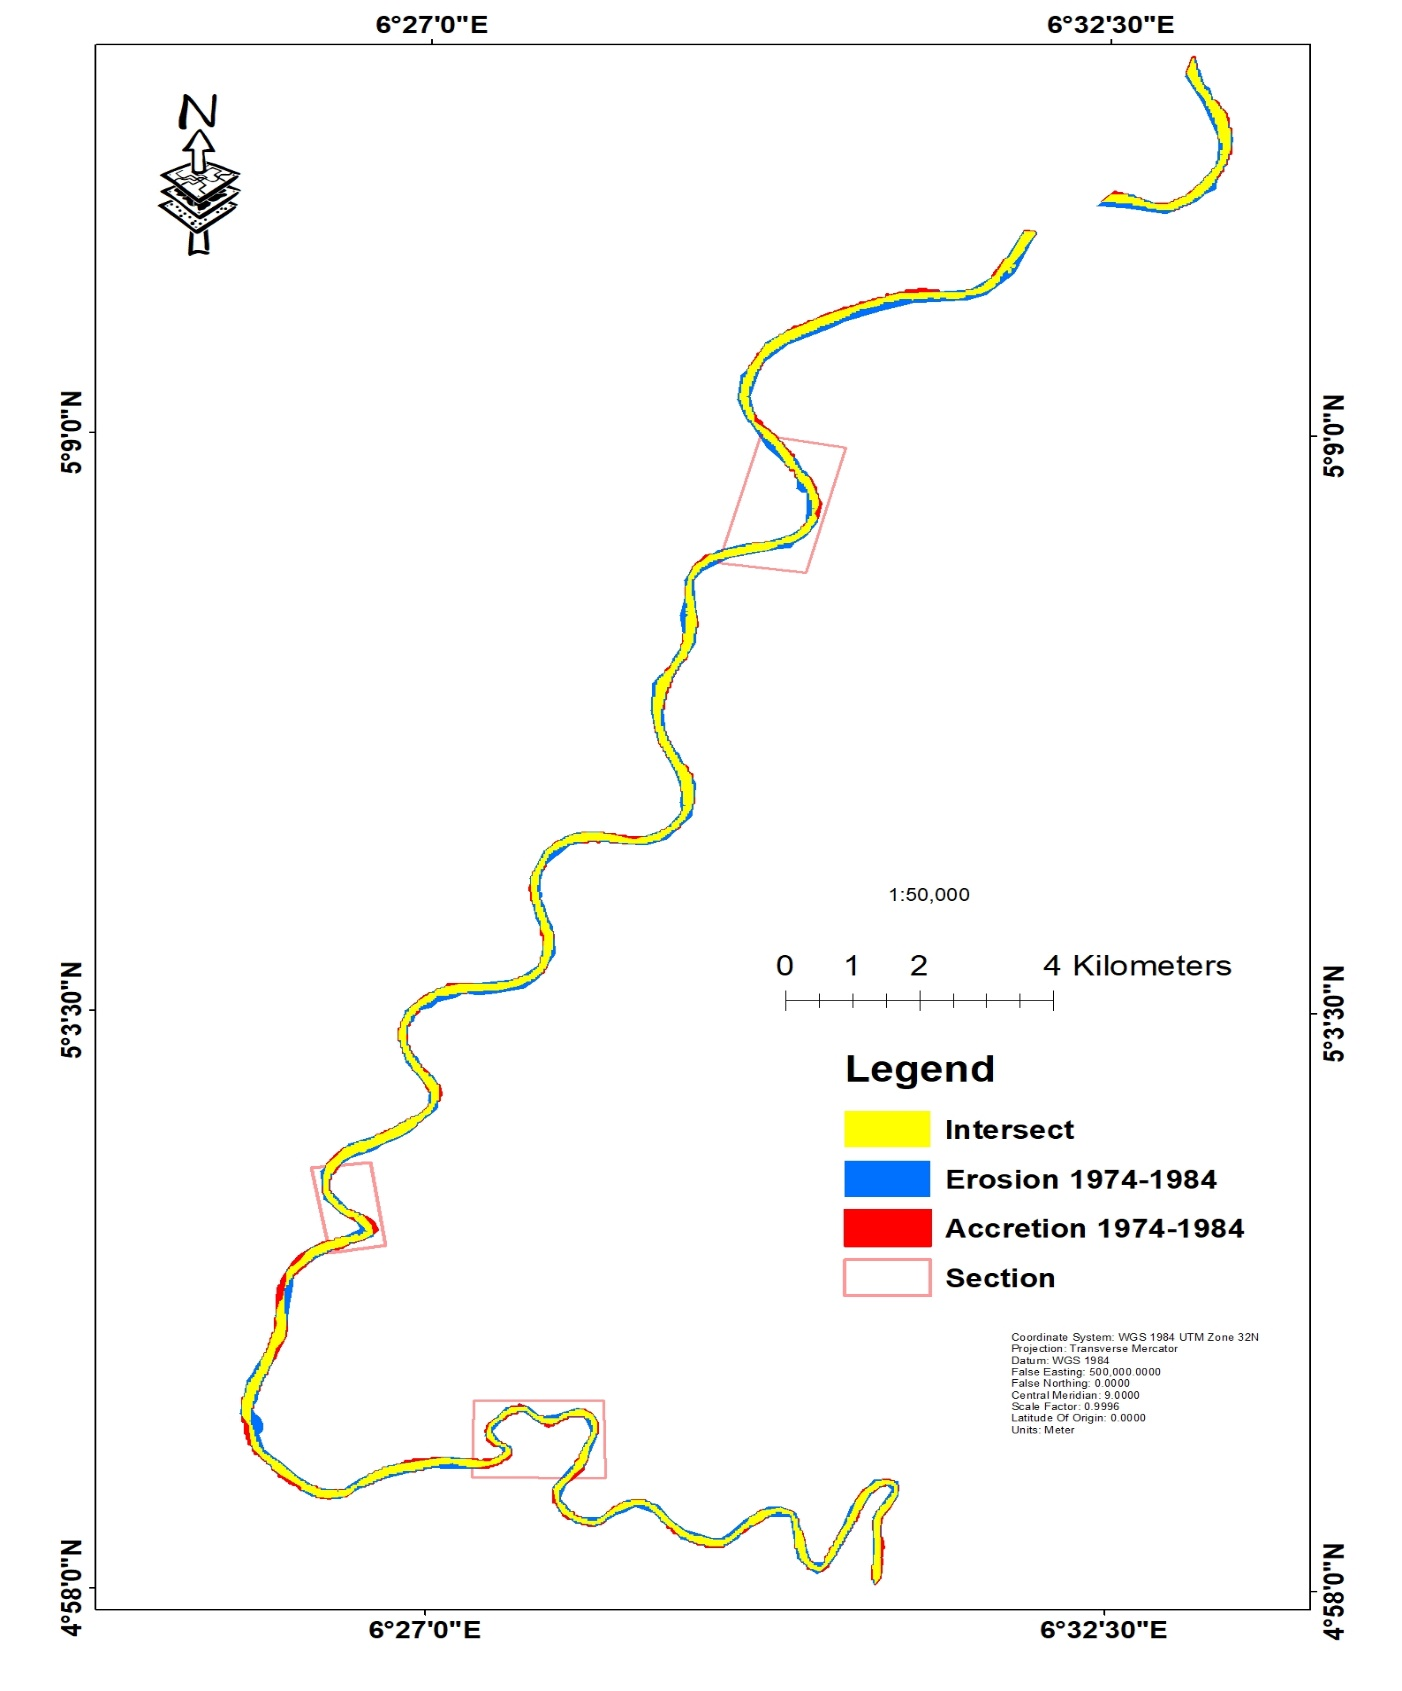 6°27'0"E
6°32'30"E
N
5°9'0"N
5°9'0"N
1:50,000
0 1 2 4 Kilometers
5°3'30"N
5°3'30"N
Legend
Intersect
Erosion 1974-1984
Accretion 1974-1984
Section
Coordinate System: WGS 1984 UTM Zone 32N
Projection: Transverse Mercator
Datum: WGS 1984
False Easting: 500,000.0000
False Northing: 0.0000
Central Meridian: 9.0000
Scale Factor: 0.9996
Latitude Of Origin: 0.0000
Units: Meter
4°58'0"N
4°58'0"N
6°27'0"E
6°32'30"E